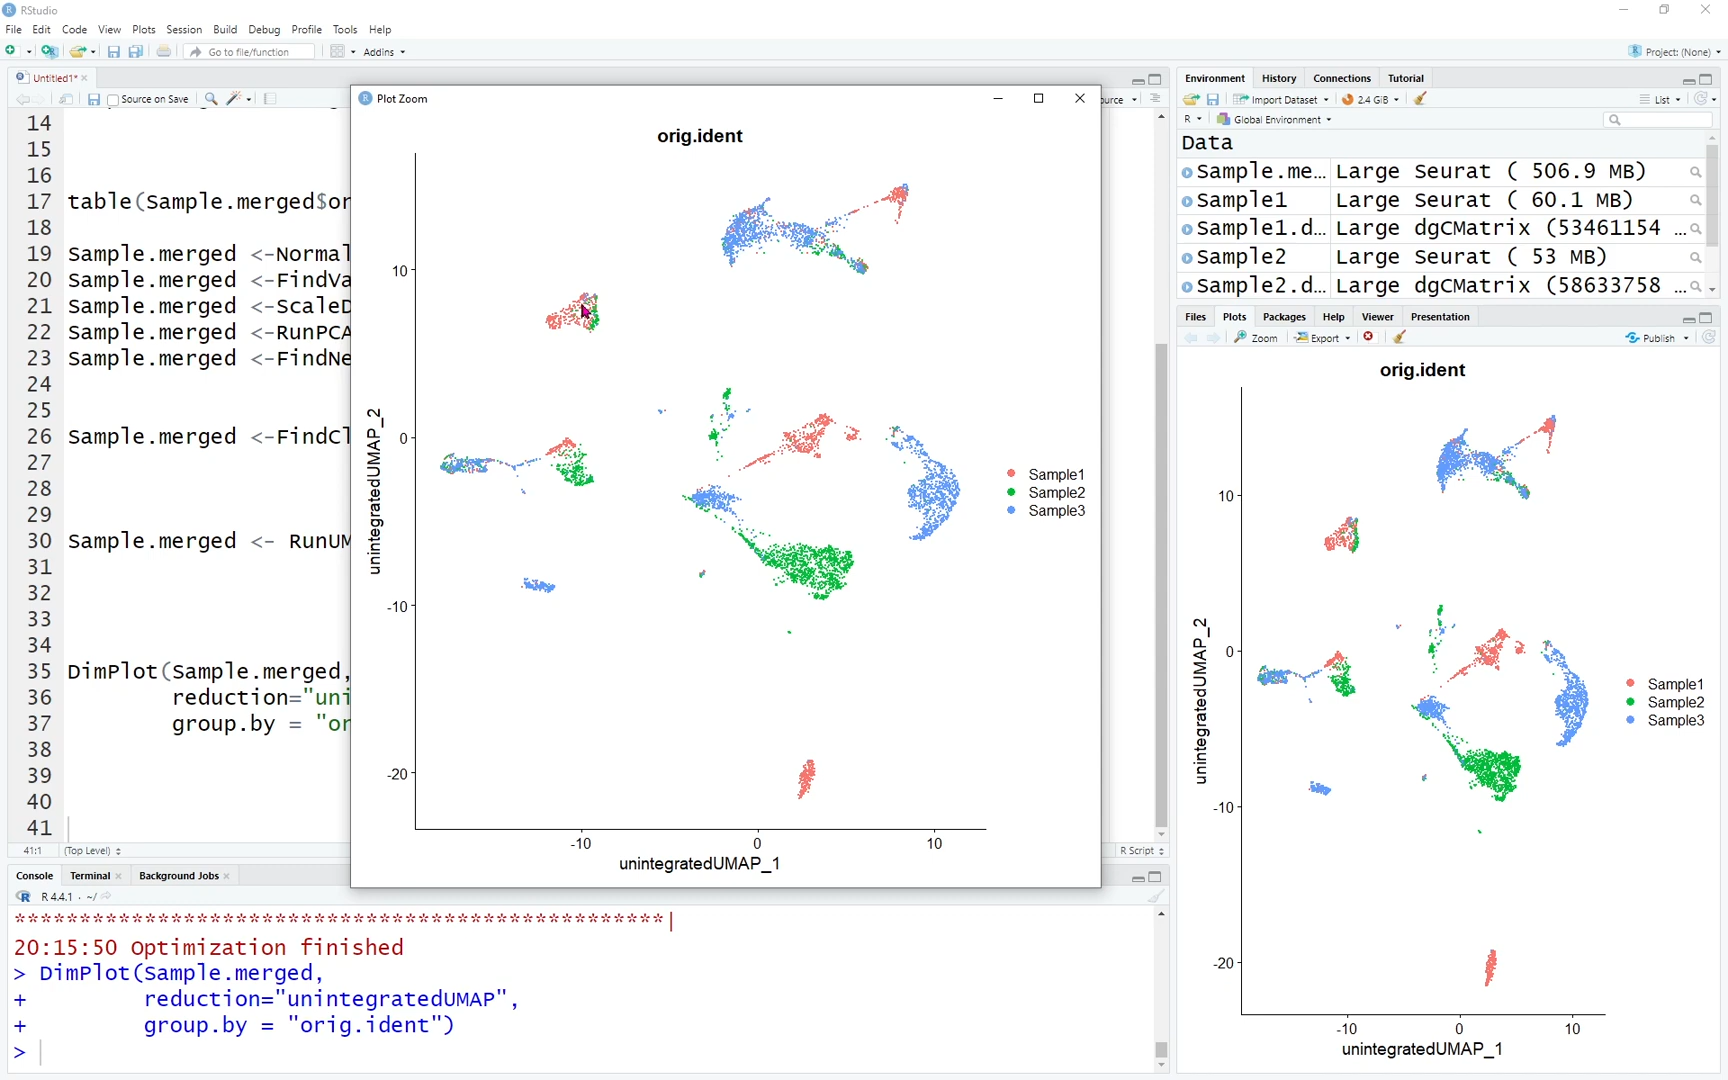 RStudio
File Edit Code View Plots Session Build Debug Profile Tools Help
Go to file/function Addins
Project: (None)
Untitled1*
Source on Save
ource
14
15
16
17 table(Sample.merged$or
18
19 Sample.merged <-Normal
20 Sample.merged <-FindVa
21 Sample.merged <-ScaleD
22 Sample.merged <-RunPCA
23 Sample.merged <-FindNe
24
25
26 Sample.merged <-FindCl
27
28
29
30 Sample.merged <- RunUM
31
32
33
34
35 DimPlot(Sample.merged,
36 reduction="uni
37 group.by = "or
38
39
40
41
41:1 (Top Level)
R Script
Plot Zoom
orig.ident
10
0
-10
-20
unintegratedUMAP_2
-10 0 10
unintegratedUMAP_1
Sample1
Sample2
Sample3
Console Terminal Background Jobs
R 4.4.1 · ~/
***************************************************|
20:15:50 Optimization finished
> DimPlot(Sample.merged,
+ reduction="unintegratedUMAP",
+ group.by = "orig.ident")
>
Environment History Connections Tutorial
Import Dataset 2.4 GiB List
R Global Environment
Data
Sample.me… Large Seurat ( 506.9 MB)
Sample1 Large Seurat ( 60.1 MB)
Sample1.d… Large dgCMatrix (53461154 …
Sample2 Large Seurat ( 53 MB)
Sample2.d… Large dgCMatrix (58633758 …
Files Plots Packages Help Viewer Presentation
Zoom Export Publish
orig.ident
10
0
-10
-20
unintegratedUMAP_2
-10 0 10
unintegratedUMAP_1
Sample1
Sample2
Sample3